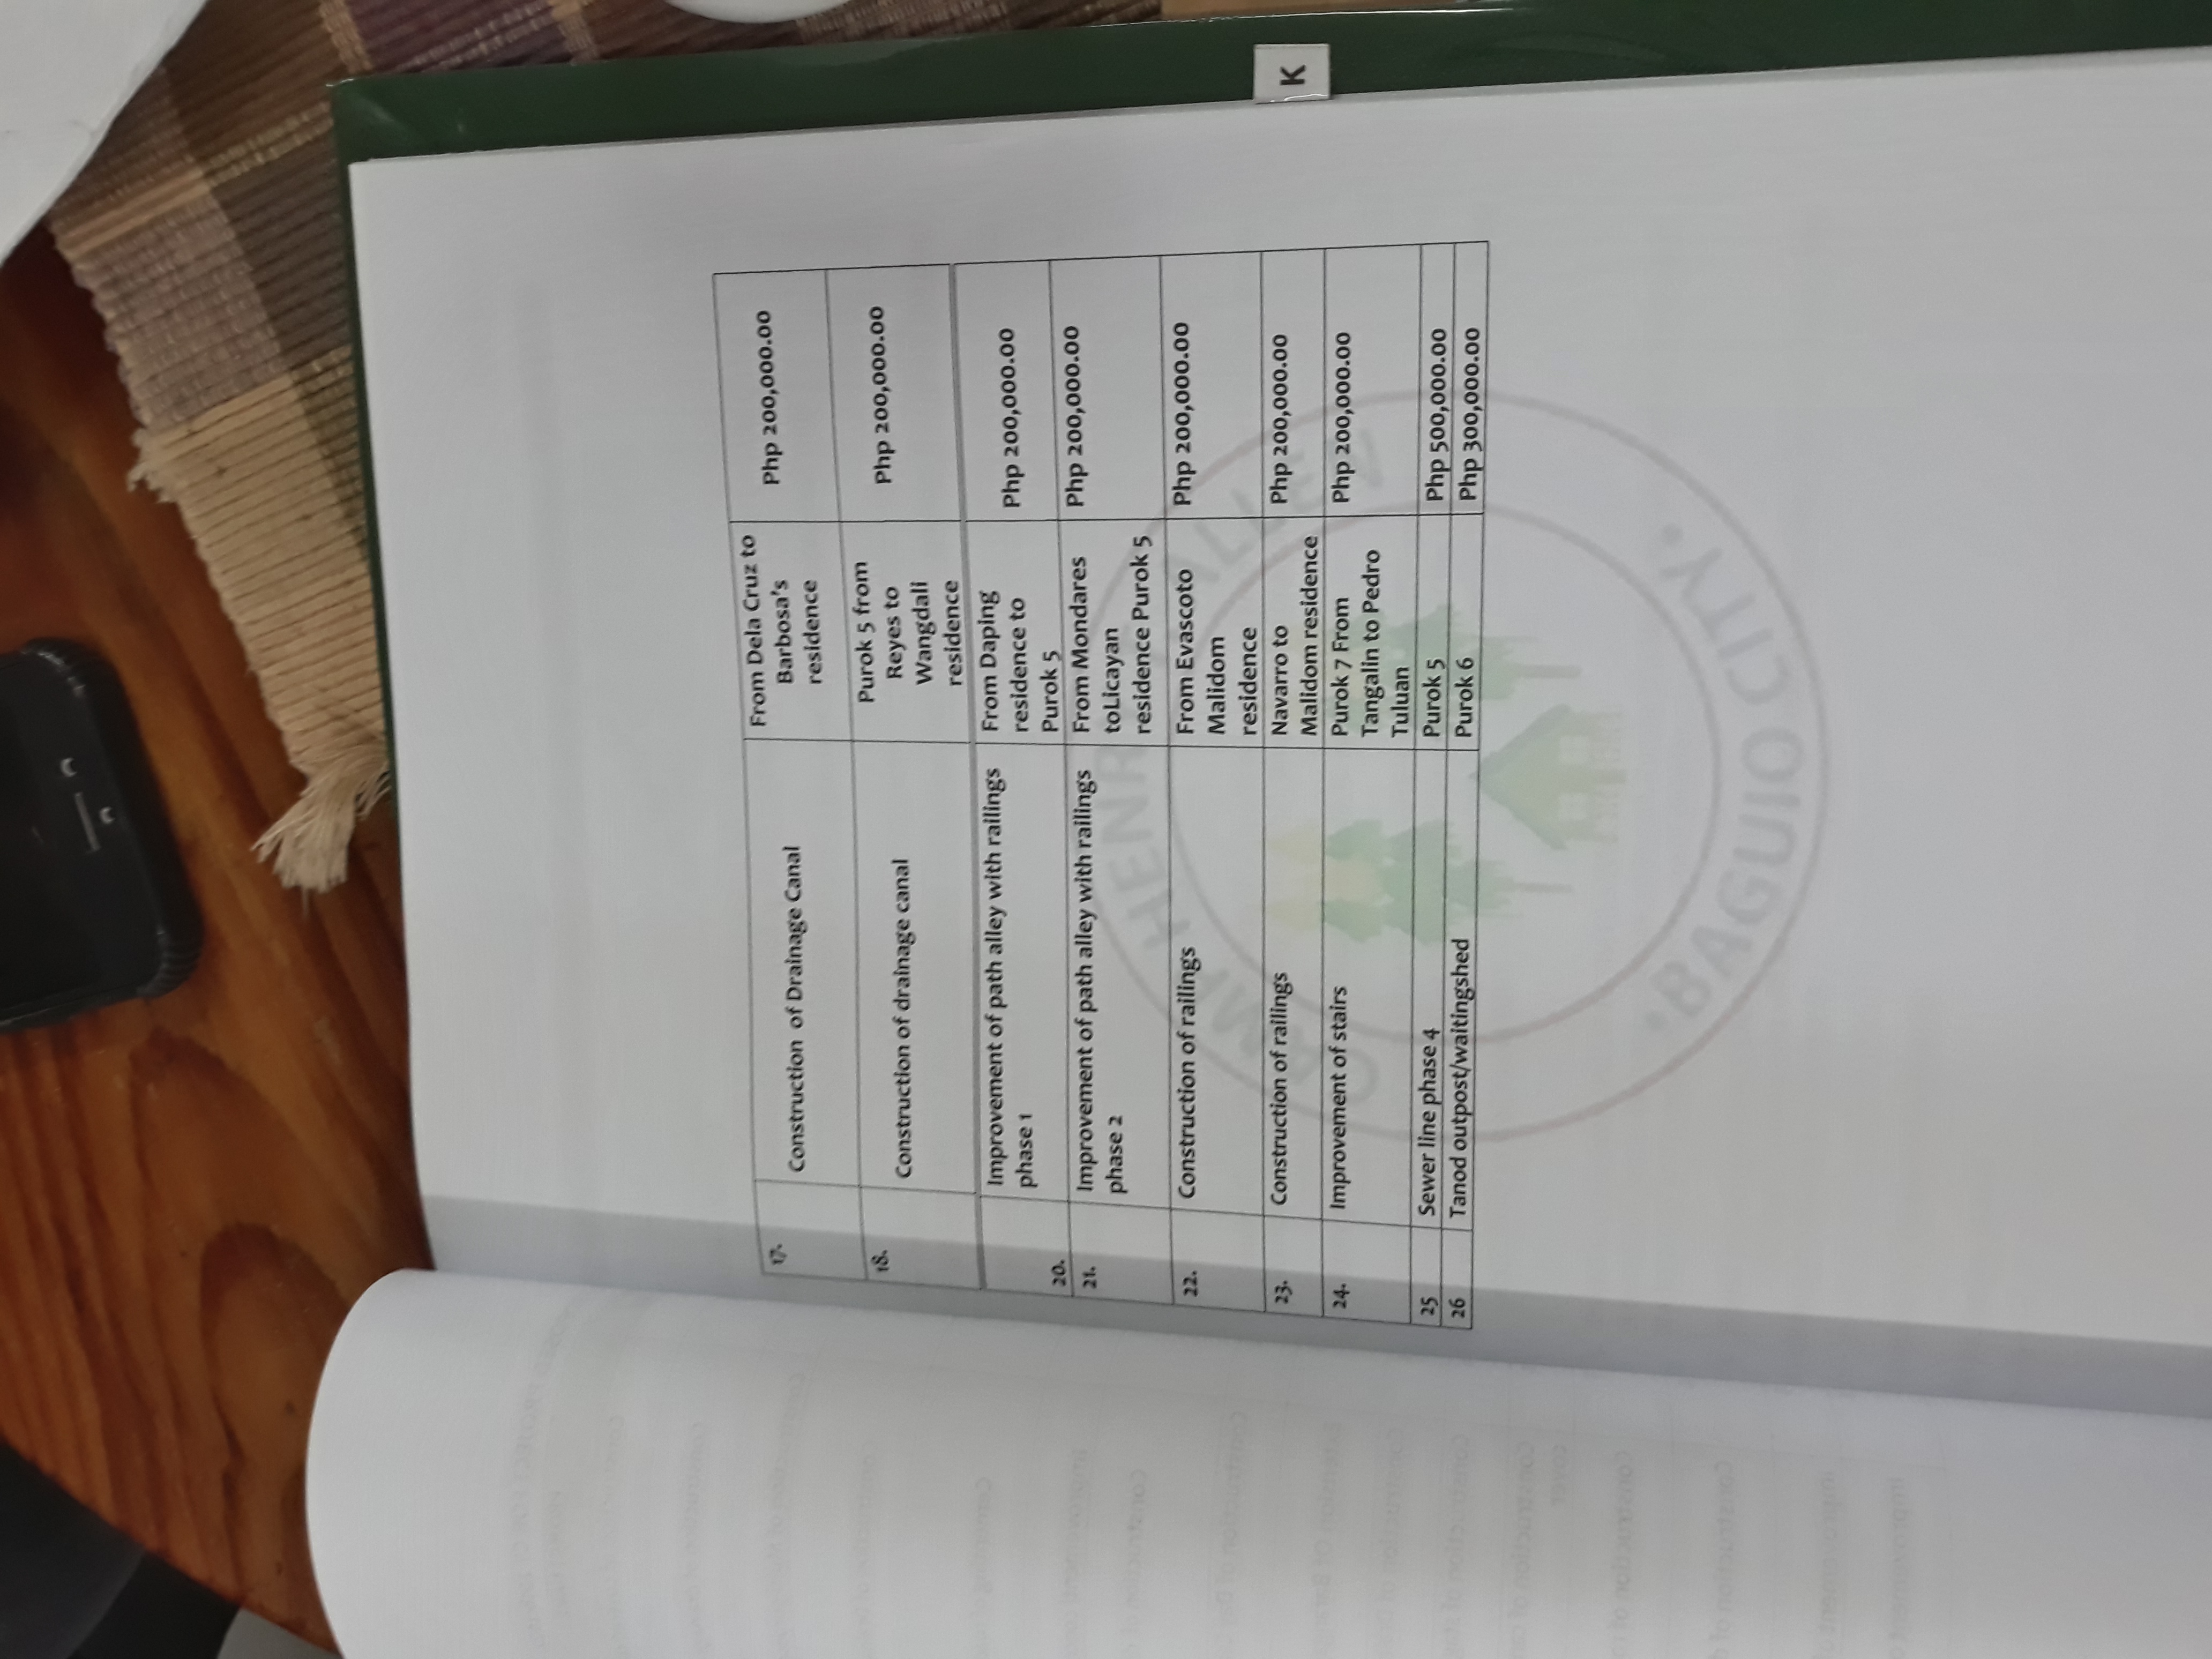 17. Construction of Drainage Canal From Dela Cruz to
Barbosa's
residence Php 200,000.00
18. Construction of drainage canal Purok 5 from
Reyes to
Wangdali
residence Php 200,000.00
20. Improvement of path alley with railings
phase 1 From Daping
residence to
Purok 5 Php 200,000.00
21. Improvement of path alley with railings
phase 2 From Mondares
toLicayan
residence Purok 5 Php 200,000.00
22. Construction of railings From Evascoto
Malidom
residence Php 200,000.00
23. Construction of railings Navarro to
Malidom residence Php 200,000.00
24. Improvement of stairs Purok 7 From
Tangalin to Pedro
Tuluan Php 200,000.00
25 Sewer line phase 4 Purok 5 Php 500,000.00
26 Tanod outpost/waitingshed Purok 6 Php 300,000.00
CAMP HENRY ALLEN
•BAGUIO CITY•
K